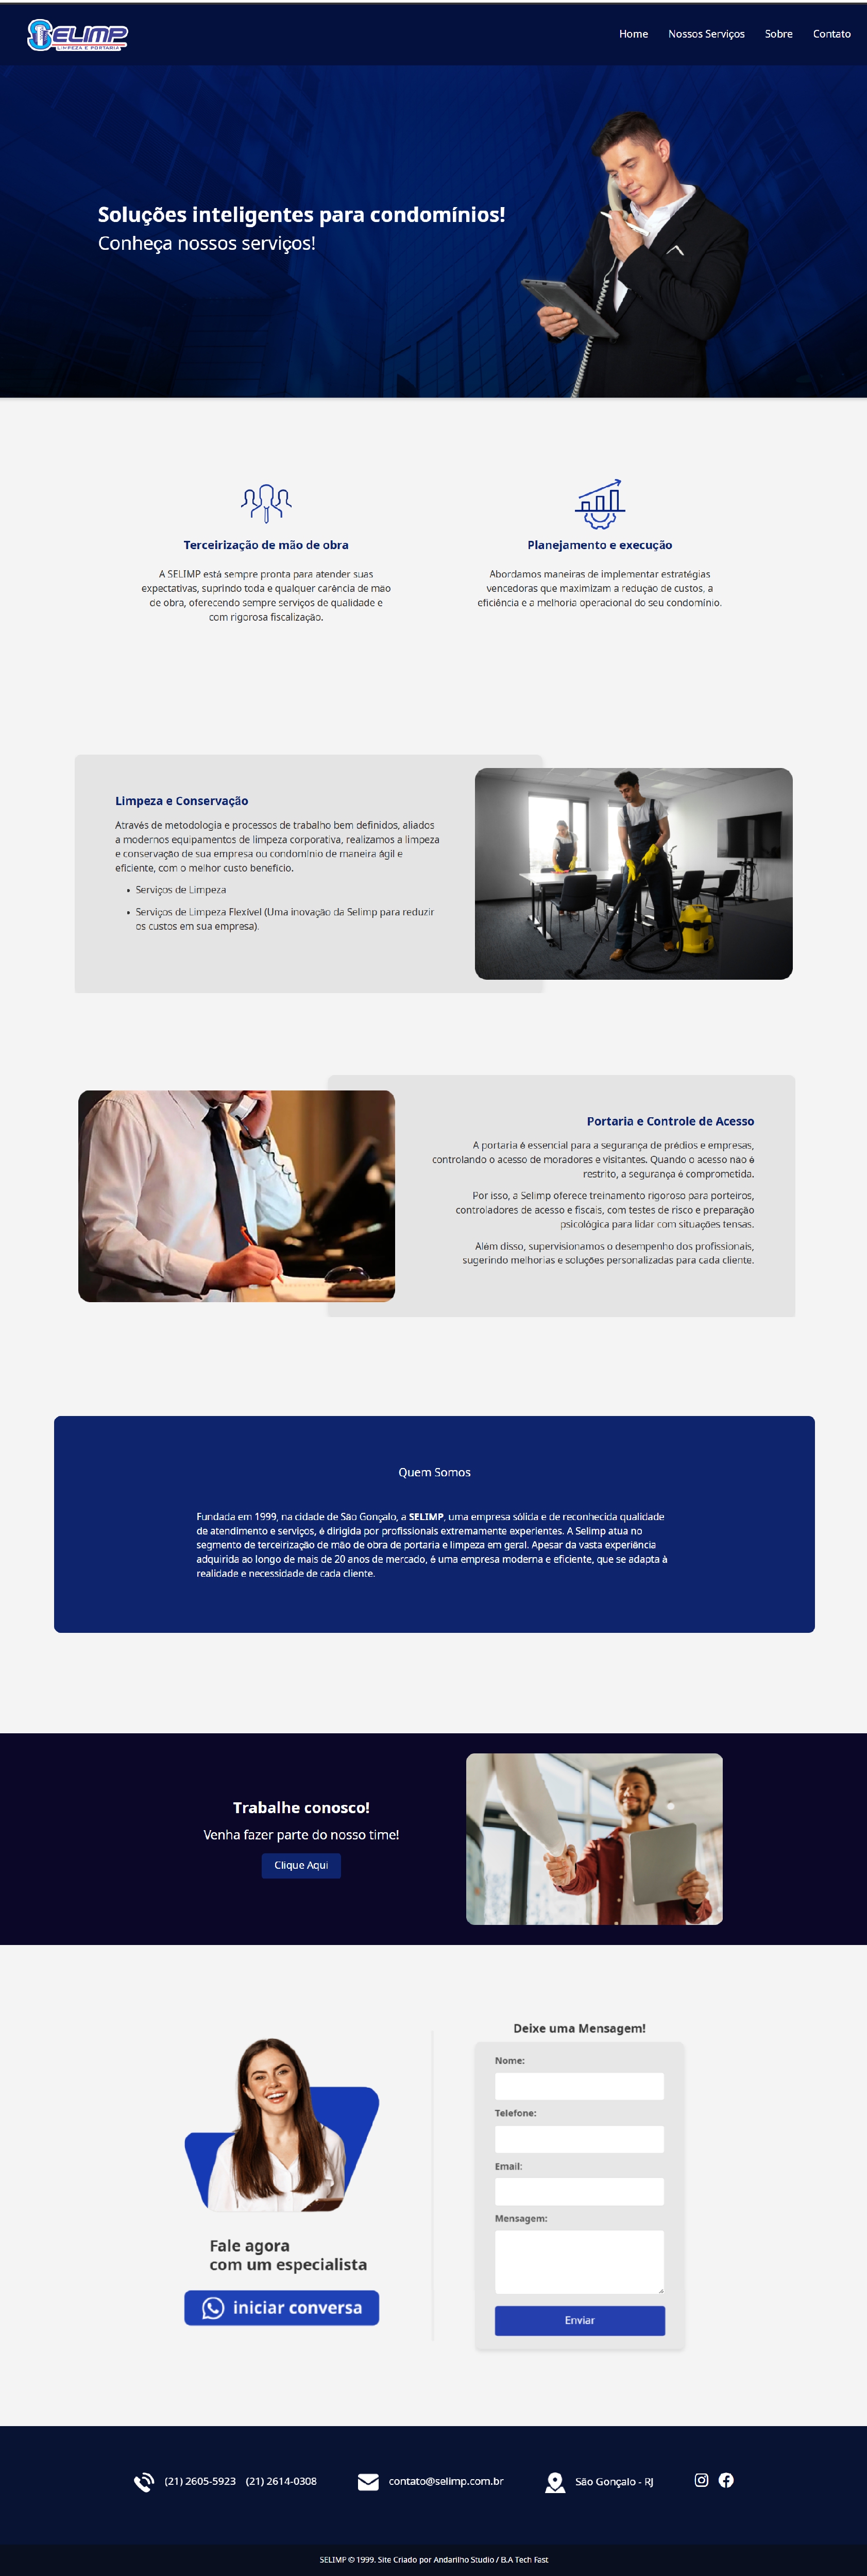 SELIMP
LIMPEZA E PORTARIA
Home Nossos Serviços Sobre Contato
Soluções inteligentes para condomínios!
Conheça nossos serviços!
Terceirização de mão de obra
A SELIMP está sempre pronta para atender suas
expectativas, suprindo toda e qualquer carência de mão
de obra, oferecendo sempre serviços de qualidade e
com rigorosa fiscalização.
Planejamento e execução
Abordamos maneiras de implementar estratégias
vencedoras que maximizam a redução de custos, a
eficiência e a melhoria operacional do seu condomínio.
Limpeza e Conservação
Através de metodologia e processos de trabalho bem definidos, aliados
a modernos equipamentos de limpeza corporativa, realizamos a limpeza
e conservação de sua empresa ou condomínio de maneira ágil e
eficiente, com o melhor custo benefício.
• Serviços de Limpeza
• Serviços de Limpeza Flexível (Uma inovação da Selimp para reduzir
os custos em sua empresa).
Portaria e Controle de Acesso
A portaria é essencial para a segurança de prédios e empresas,
controlando o acesso de moradores e visitantes. Quando o acesso não é
restrito, a segurança é comprometida.
Por isso, a Selimp oferece treinamento rigoroso para porteiros,
controladores de acesso e fiscais, com testes de risco e preparação
psicológica para lidar com situações tensas.
Além disso, supervisionamos o desempenho dos profissionais,
sugerindo melhorias e soluções personalizadas para cada cliente.
Quem Somos
Fundada em 1999, na cidade de São Gonçalo, a SELIMP, uma empresa sólida e de reconhecida qualidade
de atendimento e serviços, é dirigida por profissionais extremamente experientes. A Selimp atua no
segmento de terceirização de mão de obra de portaria e limpeza em geral. Apesar da vasta experiência
adquirida ao longo de mais de 20 anos de mercado, é uma empresa moderna e eficiente, que se adapta à
realidade e necessidade de cada cliente.
Trabalhe conosco!
Venha fazer parte do nosso time!
Clique Aqui
Fale agora
com um especialista
iniciar conversa
Deixe uma Mensagem!
Nome:
Telefone:
Email:
Mensagem:
Enviar
(21) 2605-5923 (21) 2614-0308
contato@selimp.com.br
São Gonçalo - RJ
SELIMP © 1999. Site Criado por Andarilho Studio / B.A Tech Fast